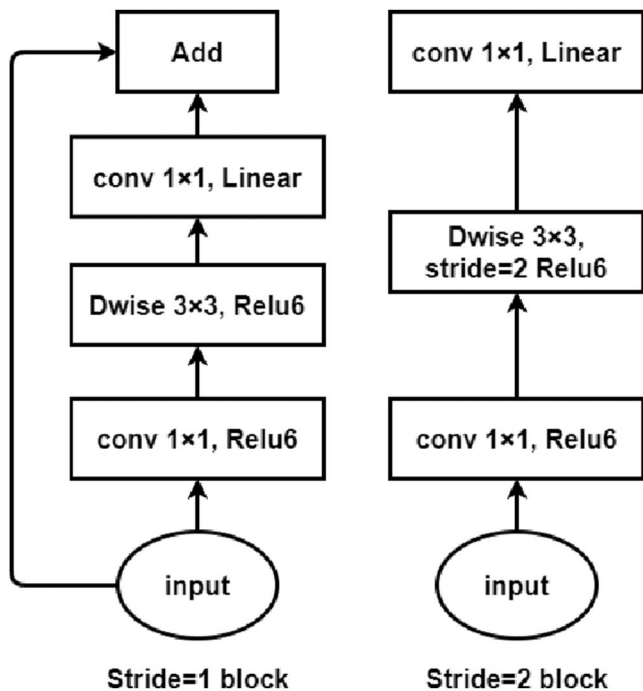 Add
conv 1×1, Linear
Dwise 3×3, Relu6
conv 1×1, Relu6
input
Stride=1 block
conv 1×1, Linear
Dwise 3×3,
stride=2 Relu6
conv 1×1, Relu6
input
Stride=2 block